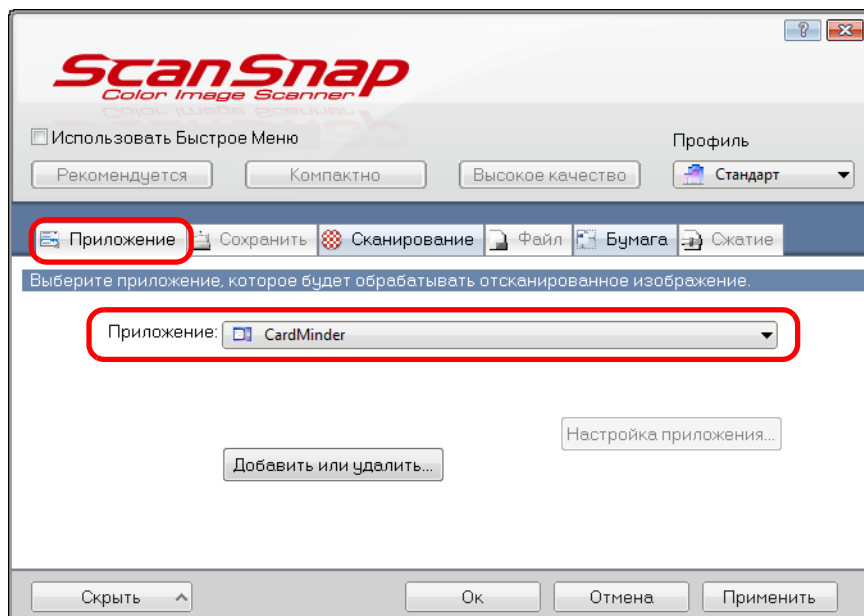 ScanSnap
Color Image Scanner
Использовать Быстрое Меню
Профиль
Рекомендуется Компактно Высокое качество Стандарт
Приложение Сохранить Сканирование Файл Бумага Сжатие
Выберите приложение, которое будет обрабатывать отсканированное изображение.
Приложение: CardMinder
Настройка приложения...
Добавить или удалить...
Скрыть Ок Отмена Применить